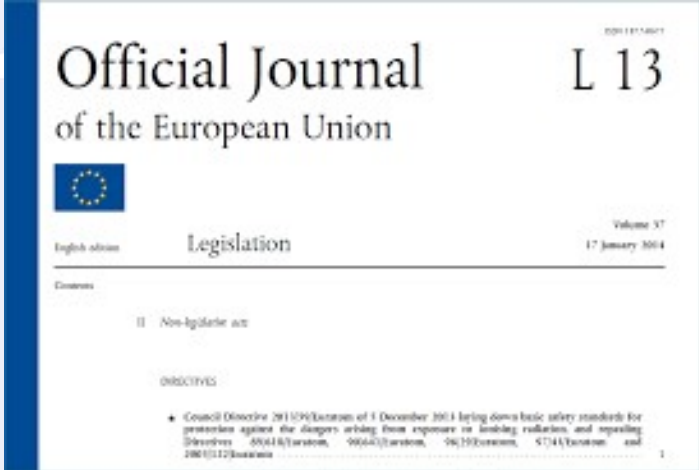 Official Journal
L 13
of the European Union
Volume 57
English edition
Legislation
17 January 2014
Contents
II Non-legislative acts
DIRECTIVES
★ Council Directive 2013/59/Euratom of 5 December 2013 laying down basic safety standards for
protection against the dangers arising from exposure to ionising radiation, and repealing
Directives 89/618/Euratom, 90/641/Euratom, 96/29/Euratom, 97/43/Euratom and
2003/122/Euratom 1